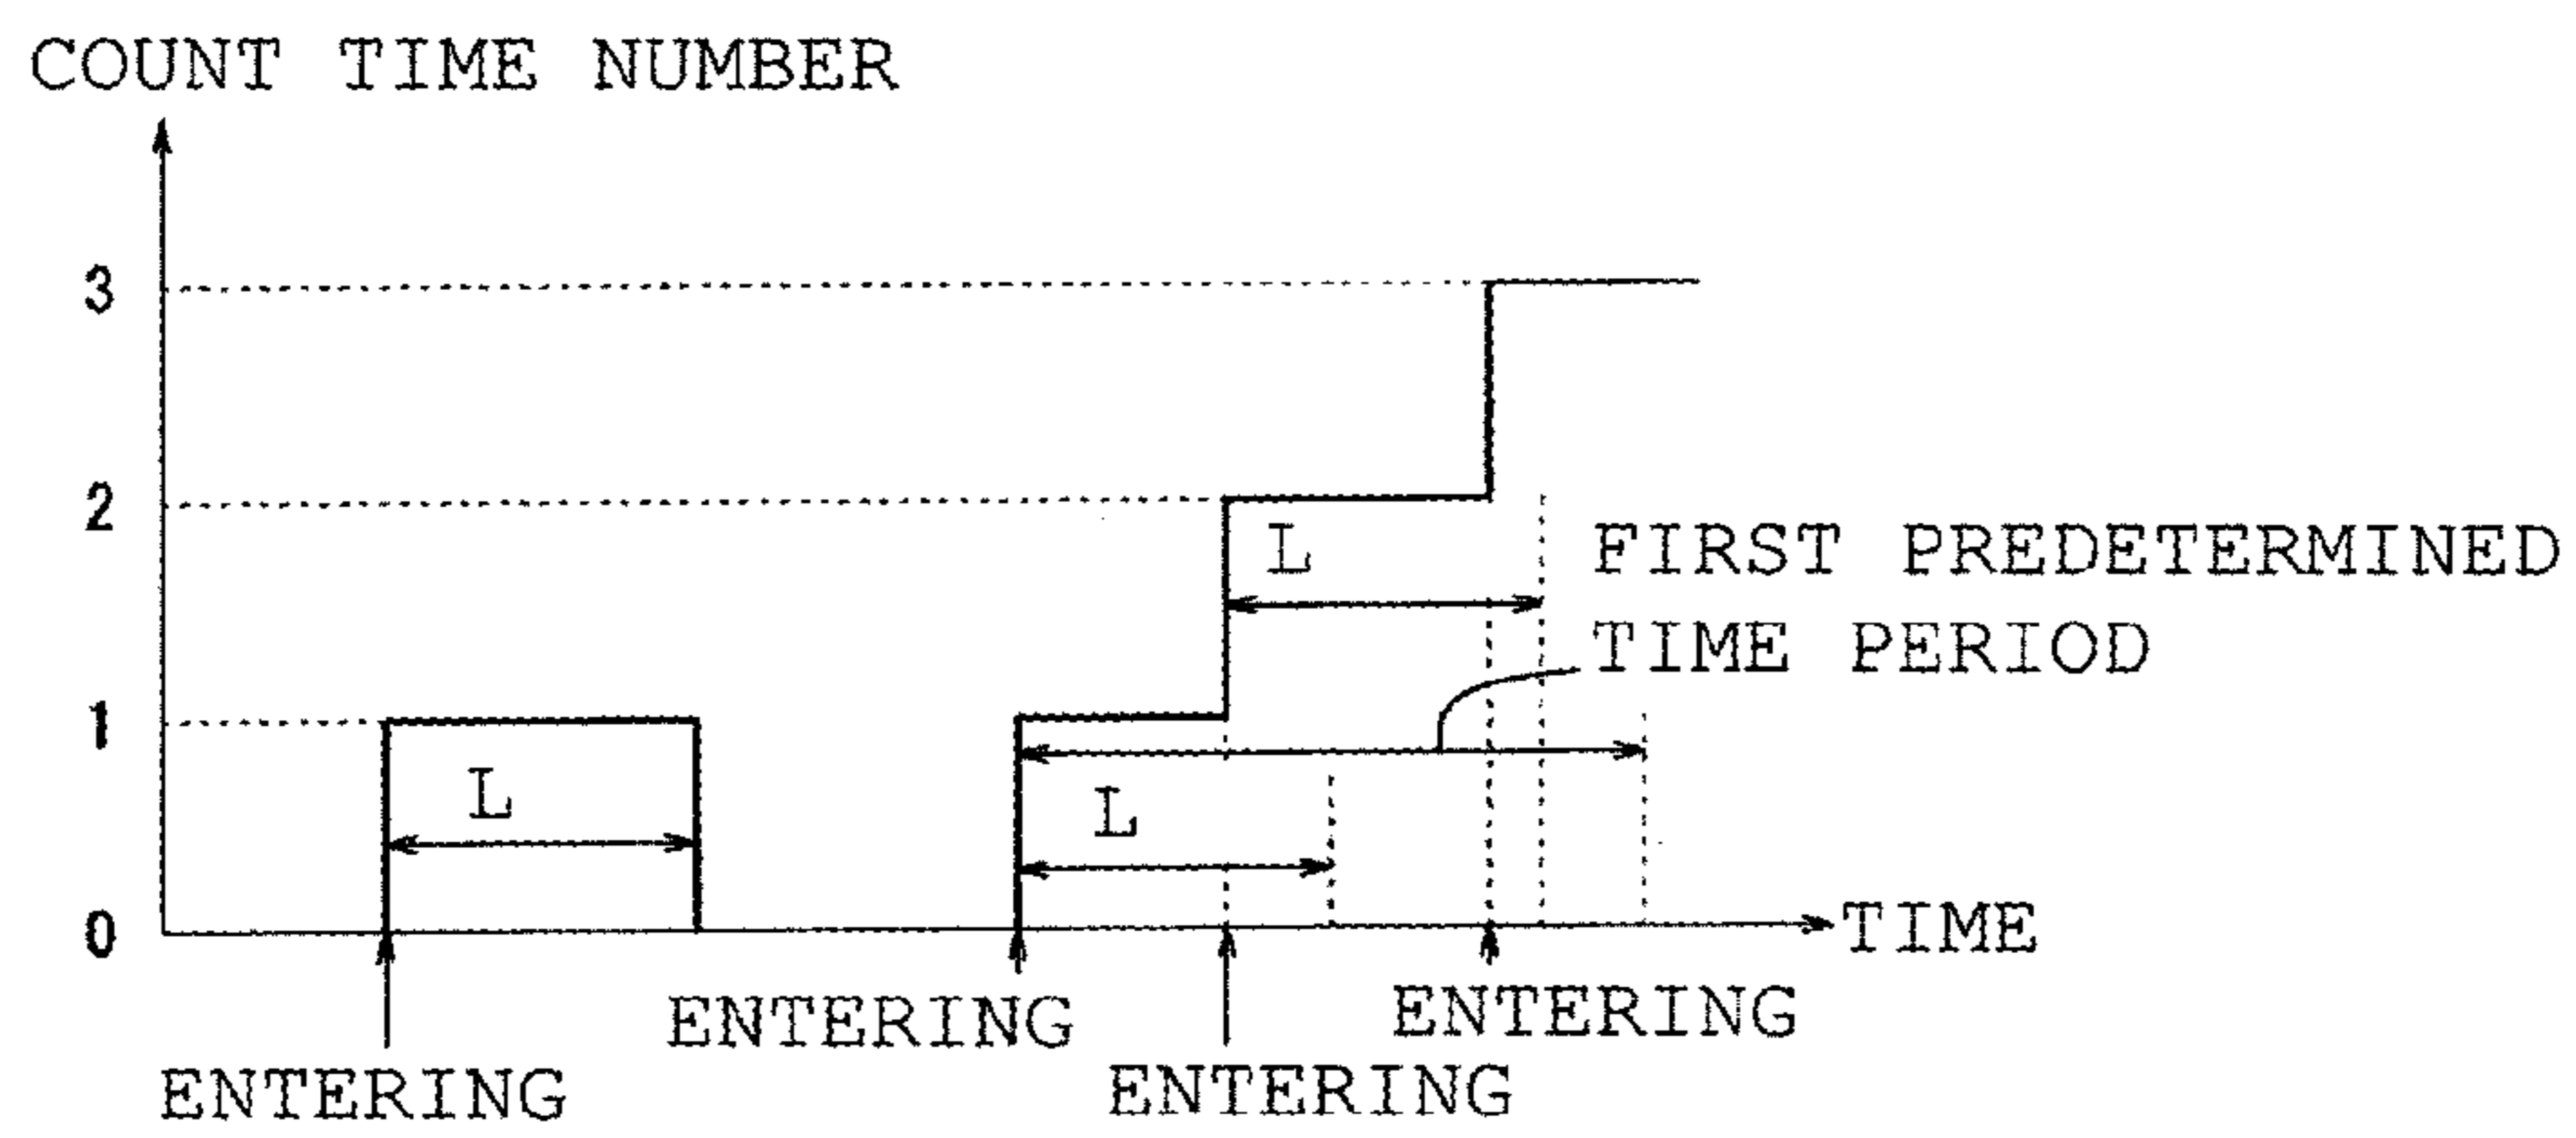 COUNT TIME NUMBER
3
2
L
FIRST PREDETERMINED
TIME PERIOD
1
L
L
0
TIME
ENTERING
ENTERING
ENTERING
ENTERING